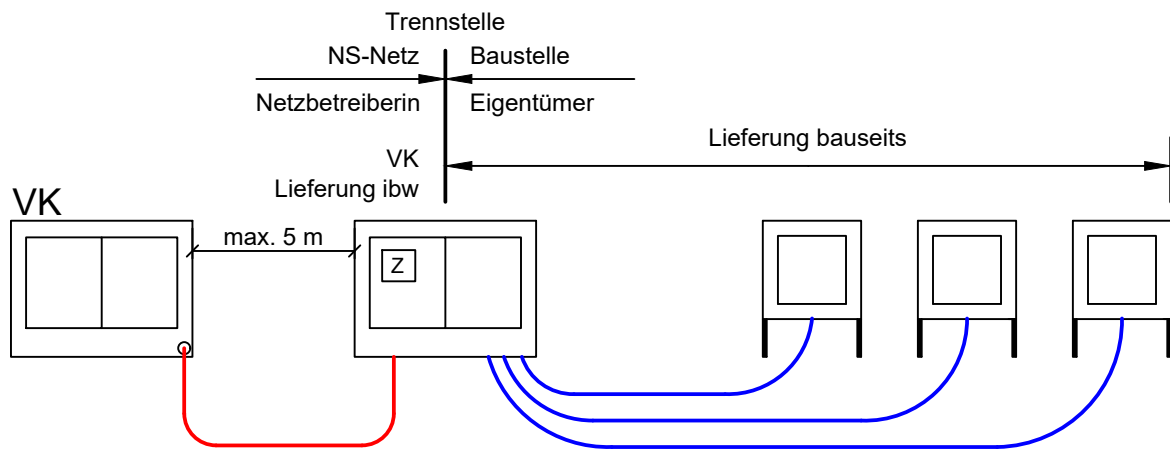 Trennstelle
NS-Netz Baustelle
Netzbetreiberin Eigentümer
Lieferung bauseits
VK
Lieferung ibw
VK
max. 5 m
Z